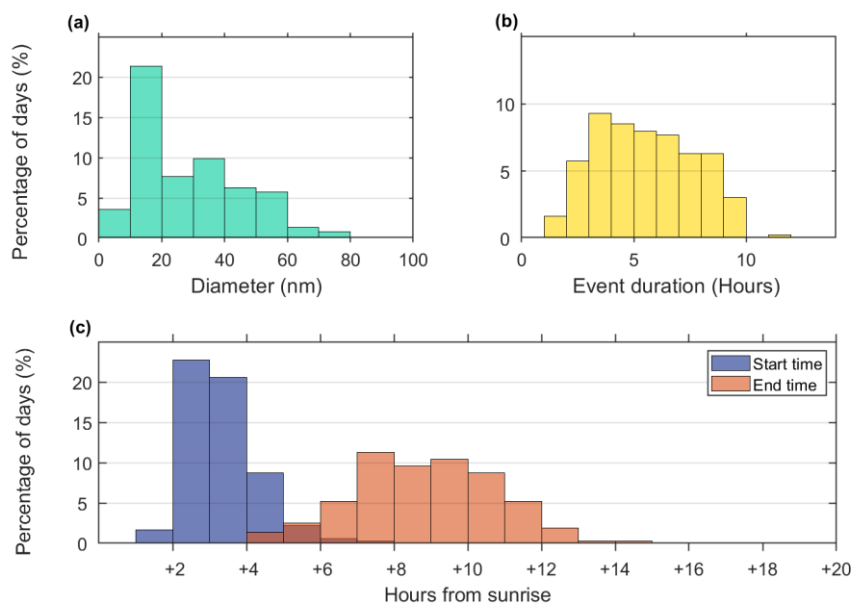 (a)
Percentage of days (%)
20
15
10
5
0
0 20 40 60 80 100
Diameter (nm)
(b)
10
5
0
5 10
Event duration (Hours)
(c)
Percentage of days (%)
20
15
10
5
0
Start time
End time
+2 +4 +6 +8 +10 +12 +14 +16 +18 +20
Hours from sunrise